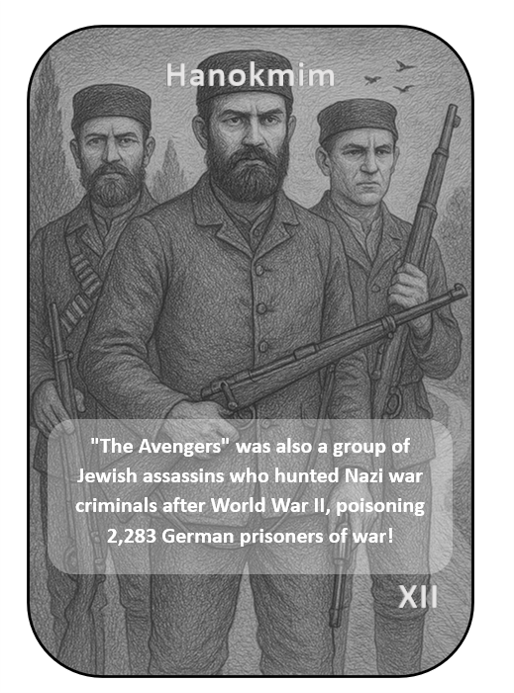 Hanokmim
"The Avengers" was also a group of
Jewish assassins who hunted Nazi war
criminals after World War II, poisoning
2,283 German prisoners of war!
XII